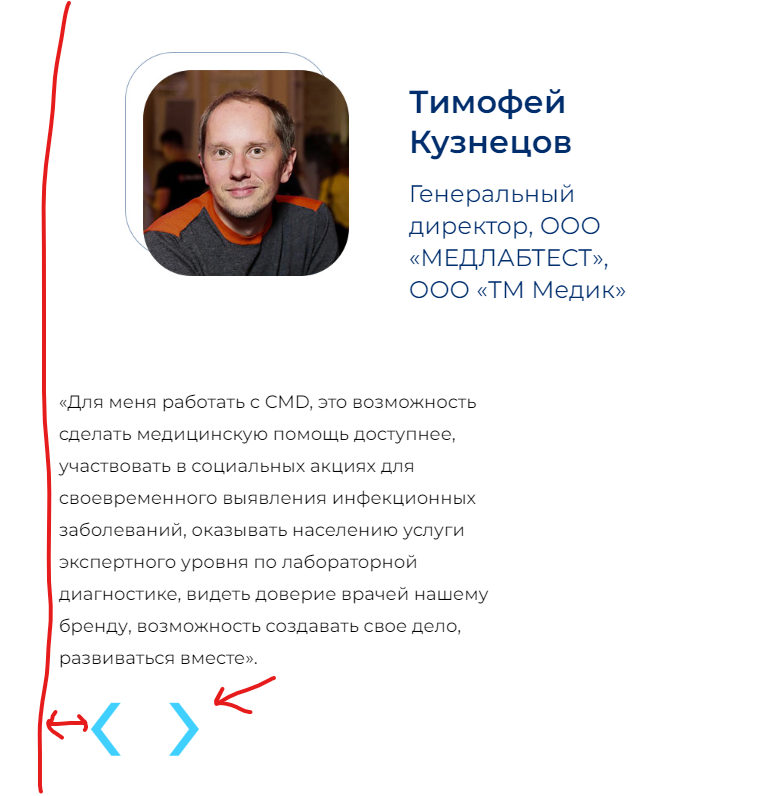 Тимофей
Кузнецов
Генеральный
директор, ООО
«МЕДЛАБТЕСТ»,
ООО «ТМ Медик»
«Для меня работать с CMD, это возможность
сделать медицинскую помощь доступнее,
участвовать в социальных акциях для
своевременного выявления инфекционных
заболеваний, оказывать населению услуги
экспертного уровня по лабораторной
диагностике, видеть доверие врачей нашему
бренду, возможность создавать свое дело,
развиваться вместе».